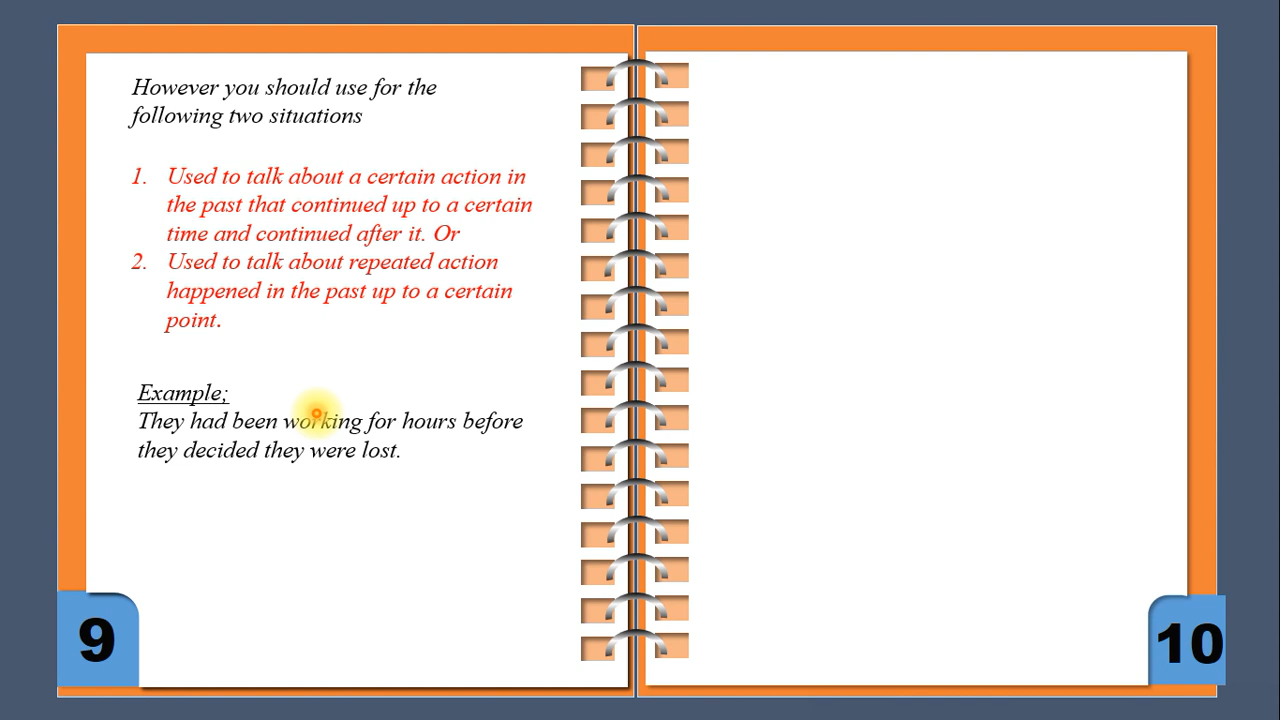 However you should use for the
following two situations
1. Used to talk about a certain action in
the past that continued up to a certain
time and continued after it. Or
2. Used to talk about repeated action
happened in the past up to a certain
point.
Example;
They had been working for hours before
they decided they were lost.
9
10